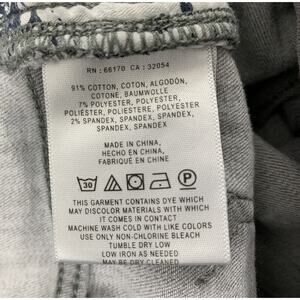 RN : 66170 CA : 32054
91% COTTON, COTON, ALGODÓN,
COTONE, BAUMWOLLE
7% POLYESTER, POLYESTER,
POLIÉSTER, POLIESTERE, POLYESTER
2% SPANDEX, SPANDEX, SPANDEX
SPANDEX, SPANDEX
MADE IN CHINA,
HECHO EN CHINA,
FABRIQUÉ EN CHINE
30 P
THIS GARMENT CONTAINS DYE WHICH
MAY DISCOLOR MATERIALS WITH WHICH
IT COMES IN CONTACT
MACHINE WASH COLD WITH LIKE COLORS
USE ONLY NON-CHLORINE BLEACH
TUMBLE DRY LOW
LOW IRON AS NEEDED
MAY BE DRY CLEANED